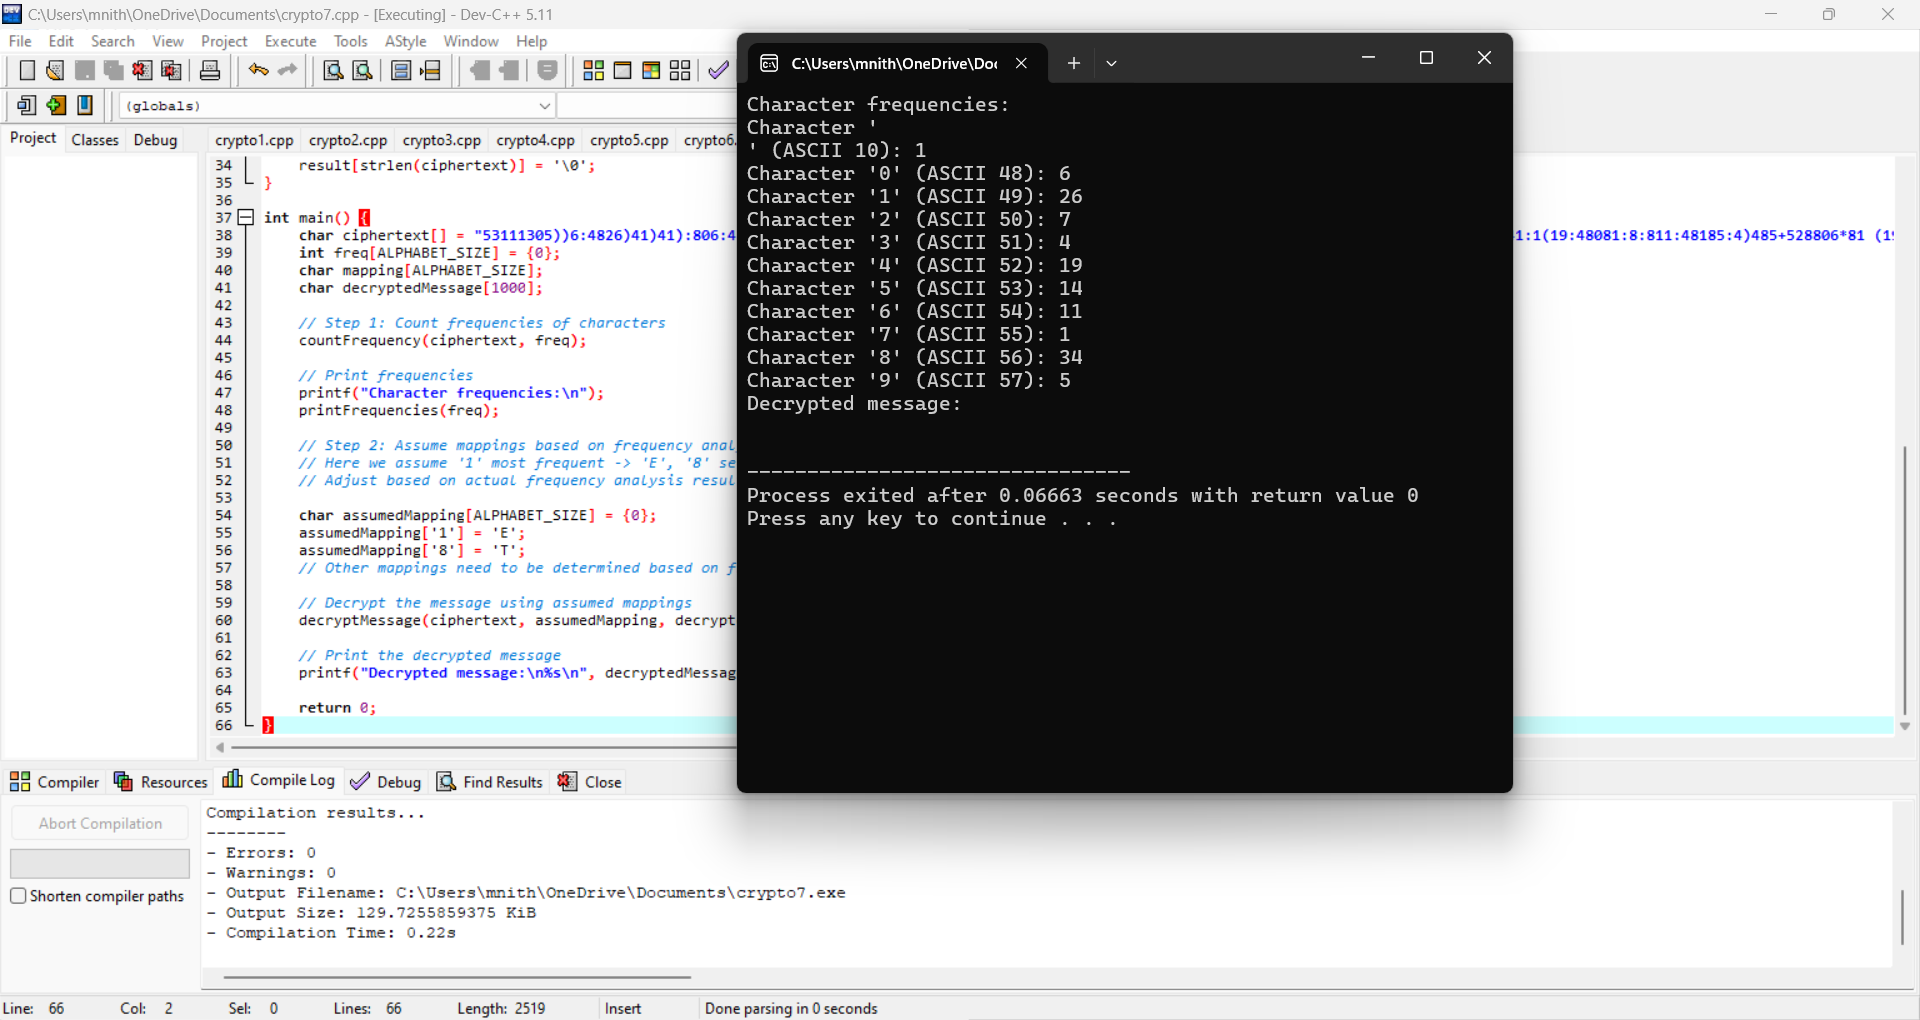 C:\Users\mnith\OneDrive\Documents\crypto7.cpp - [Executing] - Dev-C++ 5.11
File Edit Search View Project Execute Tools AStyle Window Help
(globals)
Project Classes Debug
crypto1.cpp crypto2.cpp crypto3.cpp crypto4.cpp crypto5.cpp crypto6.
34 result[strlen(ciphertext)] = '\0';
35 }
36
37 int main() {
38 char ciphertext[] = "53111305))6:4826)41)41):806:4
1:1(19:48081:8:811:48185:4)485+528806*81 (1
39 int freq[ALPHABET_SIZE] = {0};
40 char mapping[ALPHABET_SIZE];
41 char decryptedMessage[1000];
42
43 // Step 1: Count frequencies of characters
44 countFrequency(ciphertext, freq);
45
46 // Print frequencies
47 printf("Character frequencies:\n");
48 printFrequencies(freq);
49
50 // Step 2: Assume mappings based on frequency anal
51 // Here we assume '1' most frequent -> 'E', '8' se
52 // Adjust based on actual frequency analysis resul
53
54 char assumedMapping[ALPHABET_SIZE] = {0};
55 assumedMapping['1'] = 'E';
56 assumedMapping['8'] = 'T';
57 // Other mappings need to be determined based on f
58
59 // Decrypt the message using assumed mappings
60 decryptMessage(ciphertext, assumedMapping, decrypt
61
62 // Print the decrypted message
63 printf("Decrypted message:\n%s\n", decryptedMessag
64
65 return 0;
66 }
C:\Users\mnith\OneDrive\Doc
Character frequencies:
Character '
' (ASCII 10): 1
Character '0' (ASCII 48): 6
Character '1' (ASCII 49): 26
Character '2' (ASCII 50): 7
Character '3' (ASCII 51): 4
Character '4' (ASCII 52): 19
Character '5' (ASCII 53): 14
Character '6' (ASCII 54): 11
Character '7' (ASCII 55): 1
Character '8' (ASCII 56): 34
Character '9' (ASCII 57): 5
Decrypted message:
--------------------------------
Process exited after 0.06663 seconds with return value 0
Press any key to continue . . .
Compiler Resources Compile Log Debug Find Results Close
Abort Compilation
Shorten compiler paths
Compilation results...
--------
- Errors: 0
- Warnings: 0
- Output Filename: C:\Users\mnith\OneDrive\Documents\crypto7.exe
- Output Size: 129.7255859375 KiB
- Compilation Time: 0.22s
Line: 66 Col: 2 Sel: 0 Lines: 66 Length: 2519 Insert Done parsing in 0 seconds